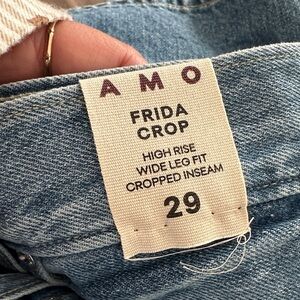 AMO
FRIDA
CROP
HIGH RISE
WIDE LEG FIT
CROPPED INSEAM
29